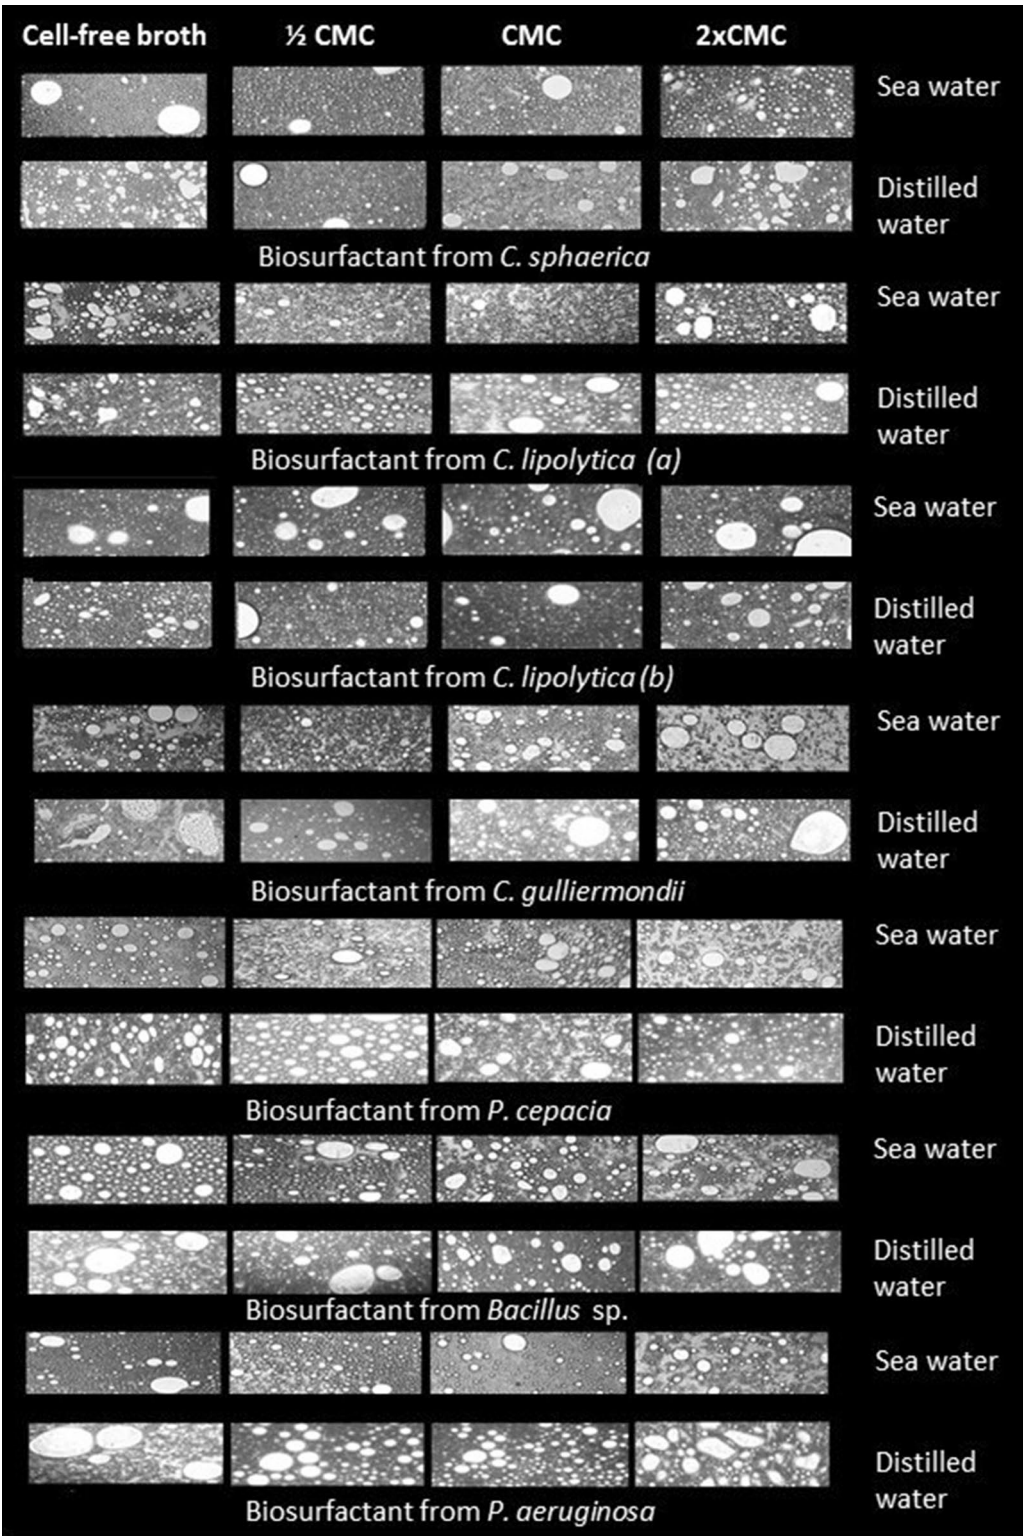 Cell-free broth ½ CMC CMC 2xCMC
Sea water
Distilled
water
Biosurfactant from C. sphaerica
Sea water
Distilled
water
Biosurfactant from C. lipolytica (a)
Sea water
Distilled
water
Biosurfactant from C. lipolytica (b)
Sea water
Distilled
water
Biosurfactant from C. gulliermondii
Sea water
Distilled
water
Biosurfactant from P. cepacia
Sea water
Distilled
water
Biosurfactant from Bacillus sp.
Sea water
Distilled
water
Biosurfactant from P. aeruginosa